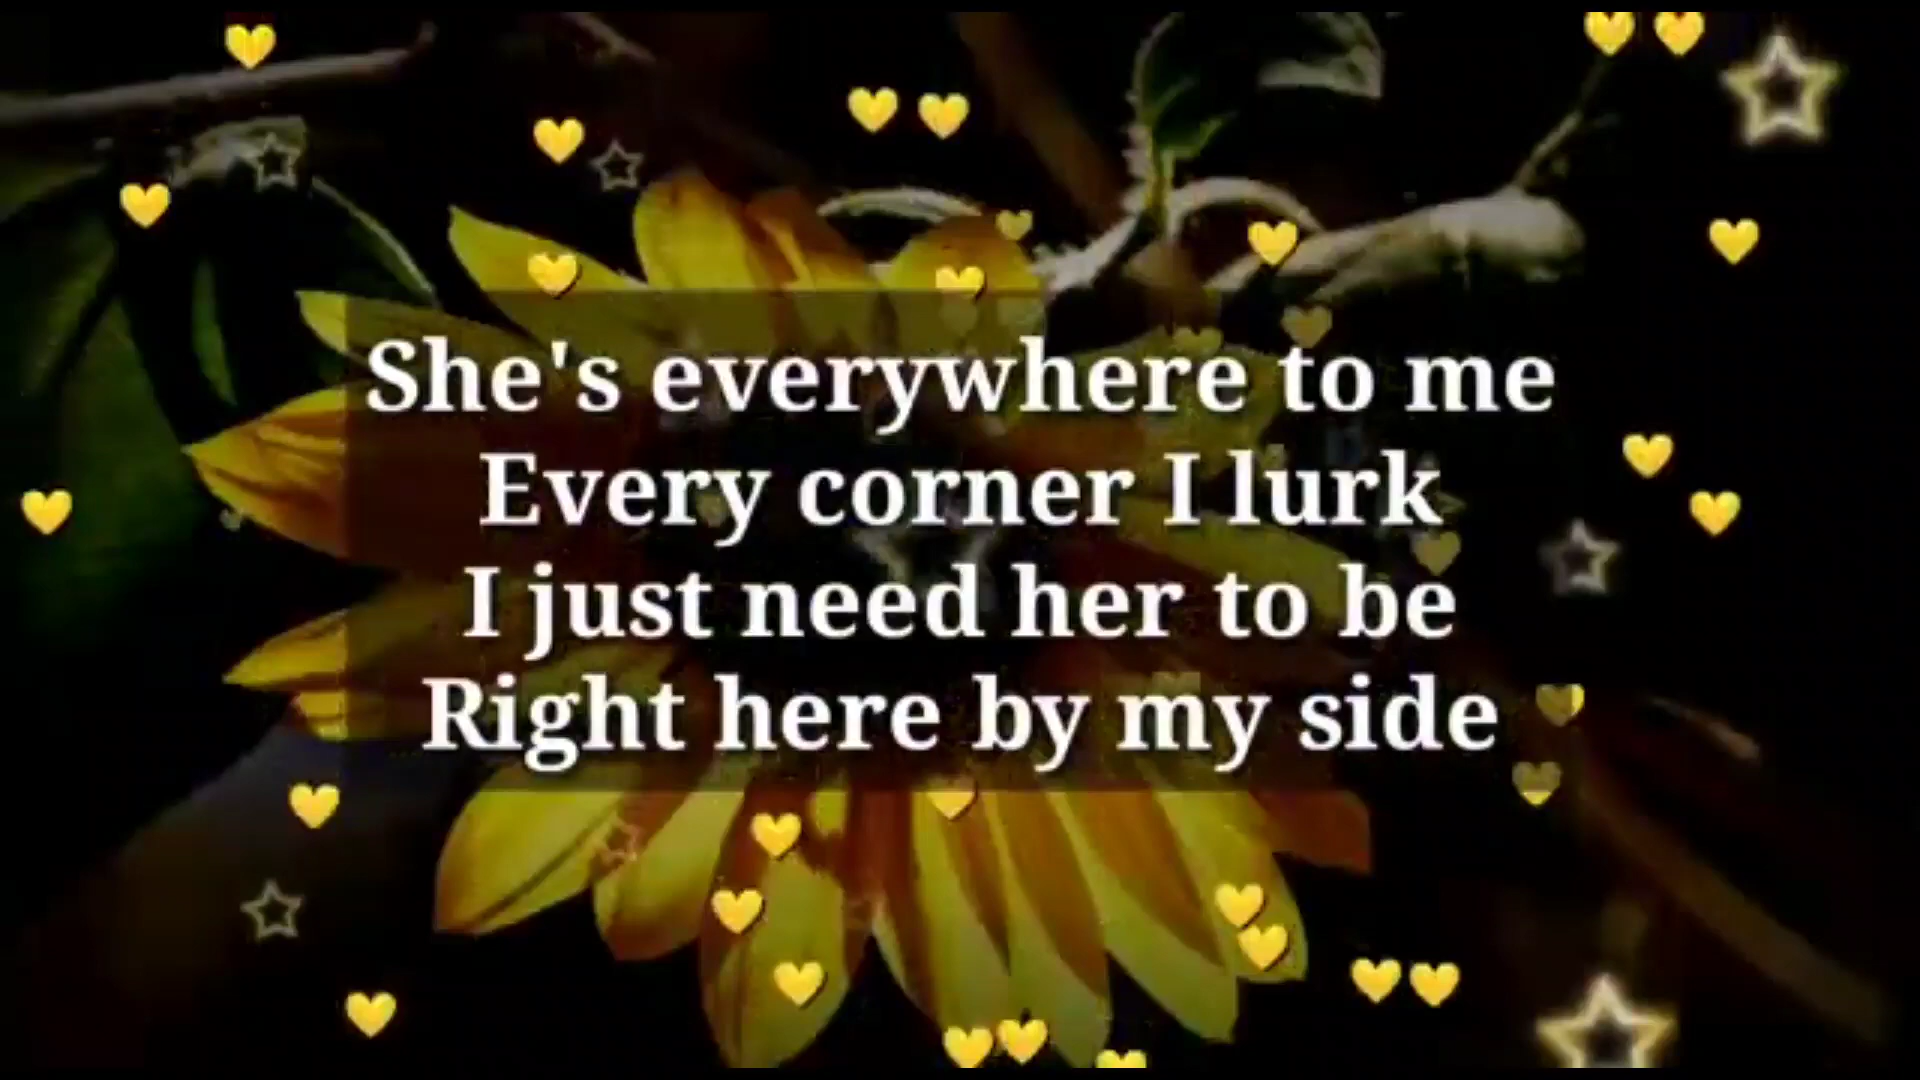 She's everywhere to me
Every corner I lurk
I just need her to be
Right here by my side